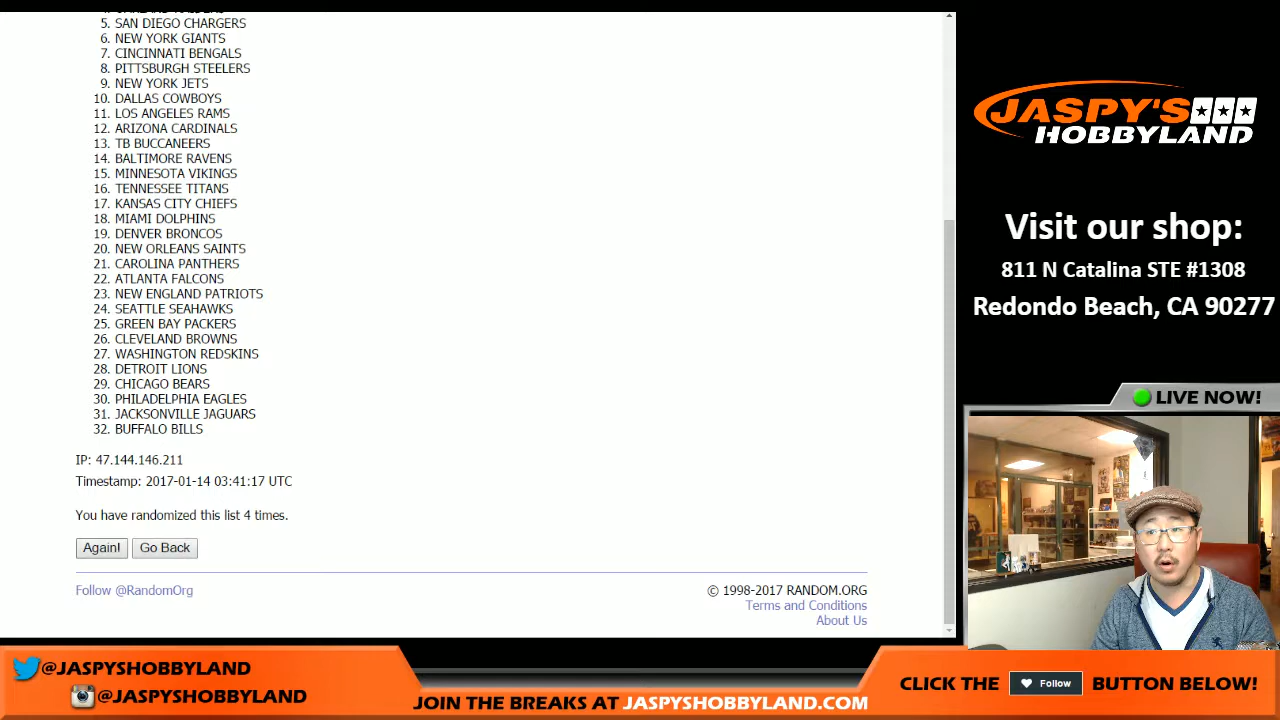 5. SAN DIEGO CHARGERS
6. NEW YORK GIANTS
7. CINCINNATI BENGALS
8. PITTSBURGH STEELERS
9. NEW YORK JETS
10. DALLAS COWBOYS
11. LOS ANGELES RAMS
12. ARIZONA CARDINALS
13. TB BUCCANEERS
14. BALTIMORE RAVENS
15. MINNESOTA VIKINGS
16. TENNESSEE TITANS
17. KANSAS CITY CHIEFS
18. MIAMI DOLPHINS
19. DENVER BRONCOS
20. NEW ORLEANS SAINTS
21. CAROLINA PANTHERS
22. ATLANTA FALCONS
23. NEW ENGLAND PATRIOTS
24. SEATTLE SEAHAWKS
25. GREEN BAY PACKERS
26. CLEVELAND BROWNS
27. WASHINGTON REDSKINS
28. DETROIT LIONS
29. CHICAGO BEARS
30. PHILADELPHIA EAGLES
31. JACKSONVILLE JAGUARS
32. BUFFALO BILLS
IP: 47.144.146.211
Timestamp: 2017-01-14 03:41:17 UTC
You have randomized this list 4 times.
Again! Go Back
Follow @RandomOrg
© 1998-2017 RANDOM.ORG
Terms and Conditions
About Us
JASPY'S
HOBBYLAND
Visit our shop:
811 N Catalina STE #1308
Redondo Beach, CA 90277
LIVE NOW!
@JASPYSHOBBYLAND
@JASPYSHOBBYLAND
JOIN THE BREAKS AT JASPYSHOBBYLAND.COM
CLICK THE Follow BUTTON BELOW!